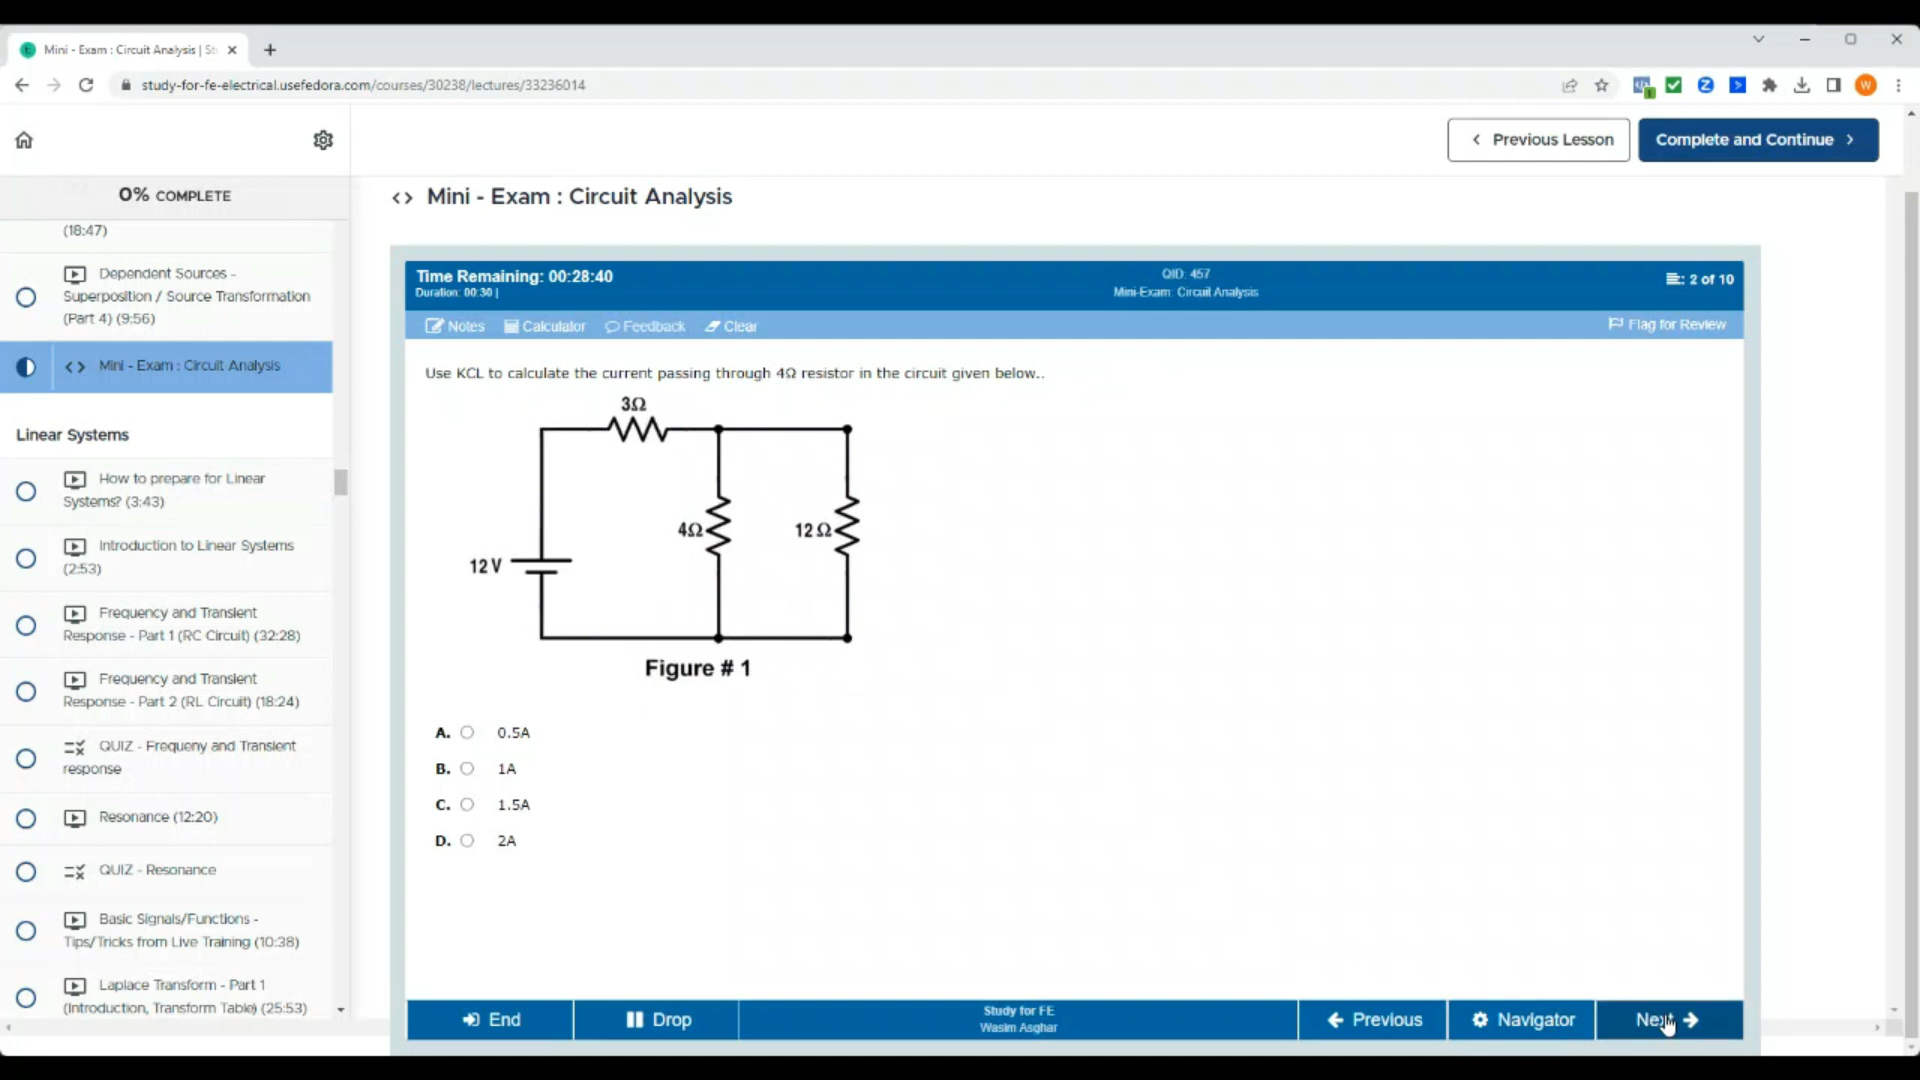 Mini - Exam : Circuit Analysis | St
study-for-fe-electrical.usefedora.com/courses/30238/lectures/33236014
W
Previous Lesson
Complete and Continue
0% COMPLETE
<> Mini - Exam : Circuit Analysis
(18:47)
Dependent Sources -
Superposition / Source Transformation
(Part 4) (9:56)
<> Mini - Exam : Circuit Analysis
Linear Systems
How to prepare for Linear
Systems? (3:43)
Introduction to Linear Systems
(2:53)
Frequency and Transient
Response - Part 1 (RC Circuit) (32:28)
Frequency and Transient
Response - Part 2 (RL Circuit) (18:24)
QUIZ - Frequeny and Transient
response
Resonance (12:20)
QUIZ - Resonance
Basic Signals/Functions -
Tips/Tricks from Live Training (10:38)
Laplace Transform - Part 1
(Introduction, Transform Table) (25:53)
Time Remaining: 00:28:40
Duration: 00:30 |
QID: 457
Mini-Exam: Circuit Analysis
: 2 of 10
Notes
Calculator
Feedback
Clear
Flag for Review
Use KCL to calculate the current passing through 4Ω resistor in the circuit given below..
3Ω
4Ω
12 Ω
12 V
Figure # 1
A. 0.5A
B. 1A
C. 1.5A
D. 2A
End
Drop
Study for FE
Wasim Asghar
Previous
Navigator
Next